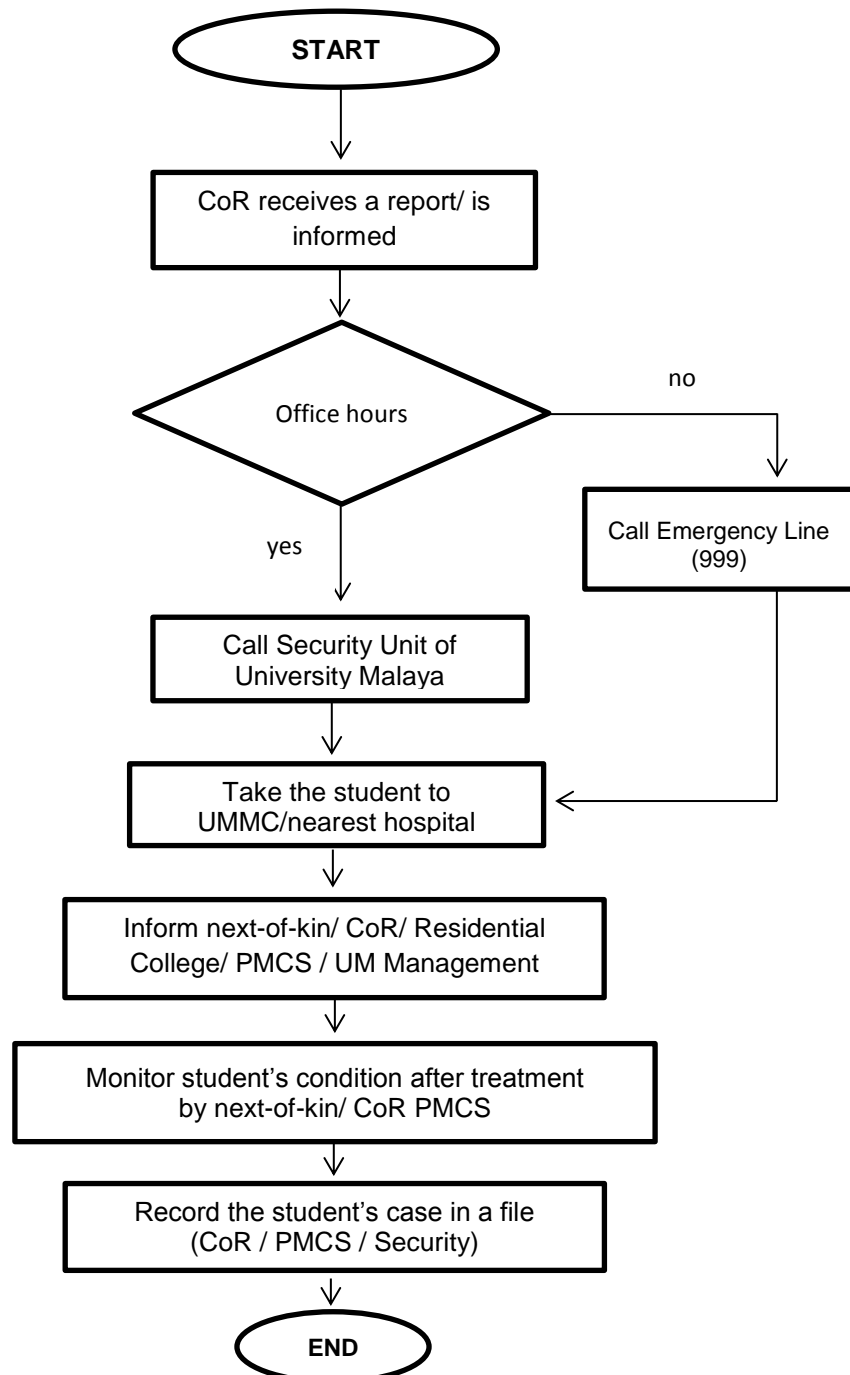 START
CoR receives a report/ is
informed
Office hours
no
yes
Call Emergency Line
(999)
Call Security Unit of
University Malaya
Take the student to
UMMC/nearest hospital
Inform next-of-kin/ CoR/ Residential
College/ PMCS / UM Management
Monitor student’s condition after treatment
by next-of-kin/ CoR PMCS
Record the student’s case in a file
(CoR / PMCS / Security)
END